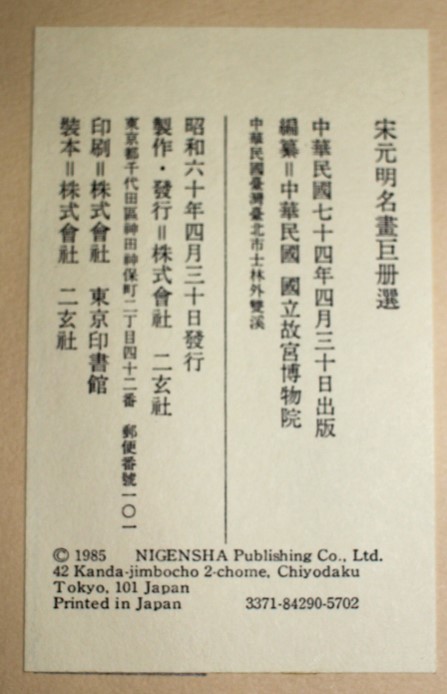 宋元明名畫巨册選
中華民國七十四年四月三十日出版
編纂＝中華民國　國立故宮博物院
中華民國臺灣臺北市士林外雙溪
昭和六十年四月三十日發行
製作・發行＝株式會社　二玄社
東京都千代田區神田神保町二丁目四十二番　郵便番號一〇一
印刷＝株式會社　東京印書館
裝本＝株式會社　二玄社
© 1985 NIGENSHA Publishing Co., Ltd.
42 Kanda-jimbocho 2-chome, Chiyodaku
Tokyo, 101 Japan
Printed in Japan 3371-84290-5702